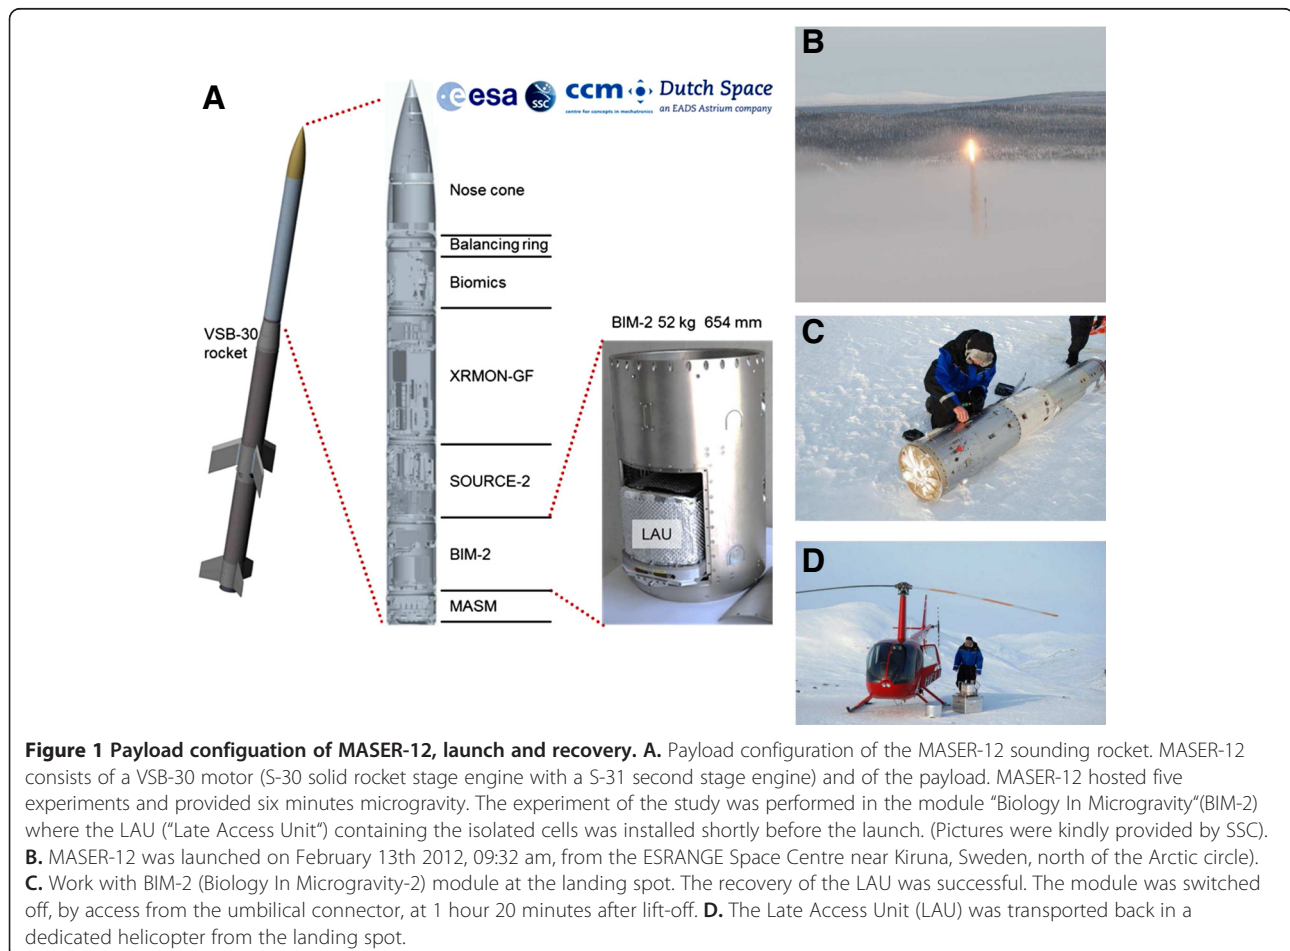 A
esa
SSC
ccm
centre for concepts in mechatronics
Dutch Space
an EADS Astrium company
Nose cone
Balancing ring
Biomics
VSB-30
rocket
XRMON-GF
SOURCE-2
BIM-2
MASM
BIM-2 52 kg 654 mm
LAU
B
C
D
Figure 1 Payload configuation of MASER-12, launch and recovery. A. Payload configuration of the MASER-12 sounding rocket. MASER-12
consists of a VSB-30 motor (S-30 solid rocket stage engine with a S-31 second stage engine) and of the payload. MASER-12 hosted five
experiments and provided six minutes microgravity. The experiment of the study was performed in the module “Biology In Microgravity“(BIM-2)
where the LAU (“Late Access Unit“) containing the isolated cells was installed shortly before the launch. (Pictures were kindly provided by SSC).
B. MASER-12 was launched on February 13th 2012, 09:32 am, from the ESRANGE Space Centre near Kiruna, Sweden, north of the Arctic circle).
C. Work with BIM-2 (Biology In Microgravity-2) module at the landing spot. The recovery of the LAU was successful. The module was switched
off, by access from the umbilical connector, at 1 hour 20 minutes after lift-off. D. The Late Access Unit (LAU) was transported back in a
dedicated helicopter from the landing spot.